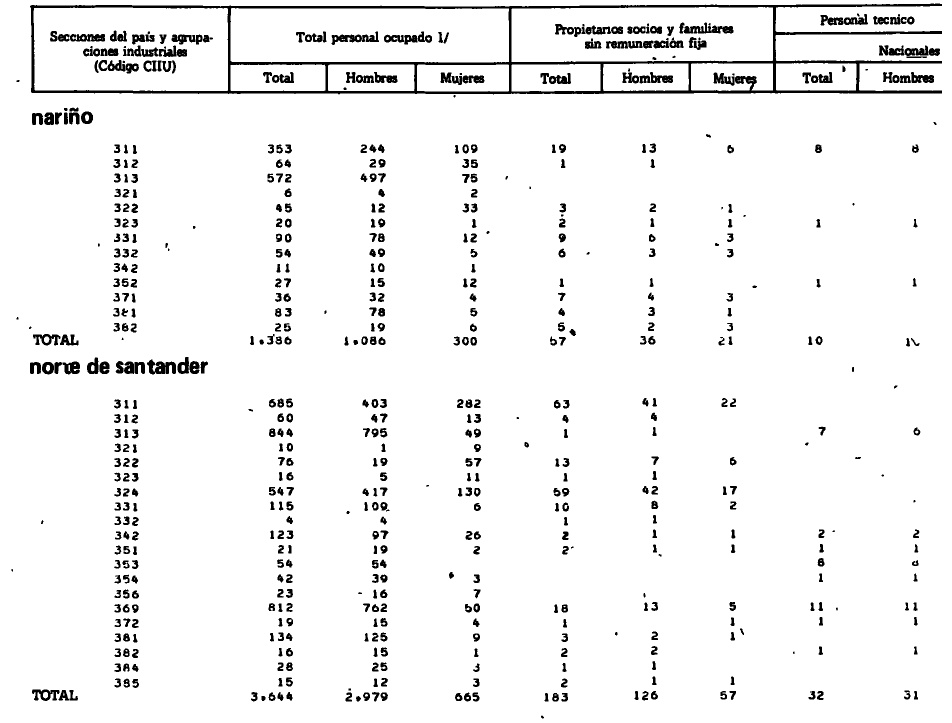 Secciones del país y agrupaciones industriales (Código CIIU) Total personal ocupado 1/ Propietarios socios y familiares sin remuneración fija Personal tecnico
Nacionales
Total Hombres Mujeres Total Hombres Mujeres Total Hombres
nariño
311 353 244 109 19 13 6 8 8
312 64 29 35 1 1
313 572 497 75
321 6 4 2
322 45 12 33 3 2 1
323 20 19 1 2 1 1 1 1
331 90 78 12 9 6 3
332 54 49 5 6 3 3
342 11 10 1
352 27 15 12 1 1 1 1
371 36 32 4 7 4 3
381 83 78 5 4 3 1
382 25 19 6 5 2 3
TOTAL 1.386 1.086 300 57 36 21 10
norte de santander
311 685 403 282 63 41 22
312 60 47 13 4 4
313 844 795 49 1 1 7 6
321 10 1 9
322 76 19 57 13 7 6
323 16 5 11 1 1
324 547 417 130 59 42 17
331 115 109 6 10 8 2
332 4 4 1 1
342 123 97 26 2 1 1 2 2
351 21 19 2 2 1 1 1 1
353 54 54 8
354 42 39 3 1 1
356 23 16 7
369 812 762 50 18 13 5 11 11
372 19 15 4 1 1 1 1
381 134 125 9 3 2 1
382 16 15 1 2 2 1 1
384 28 25 3 1 1
385 15 12 3 2 1 1
TOTAL 3.644 2.979 665 183 126 57 32 31